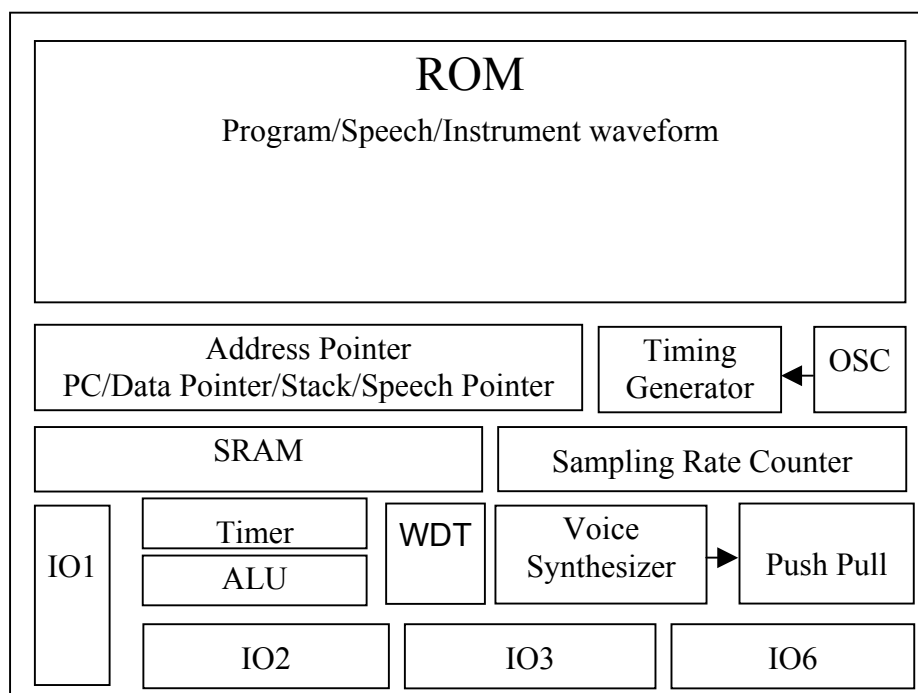 ROM
Program/Speech/Instrument waveform
Address Pointer
PC/Data Pointer/Stack/Speech Pointer
Timing
Generator
OSC
SRAM
Sampling Rate Counter
IO1
Timer
ALU
WDT
Voice
Synthesizer
Push Pull
IO2
IO3
IO6